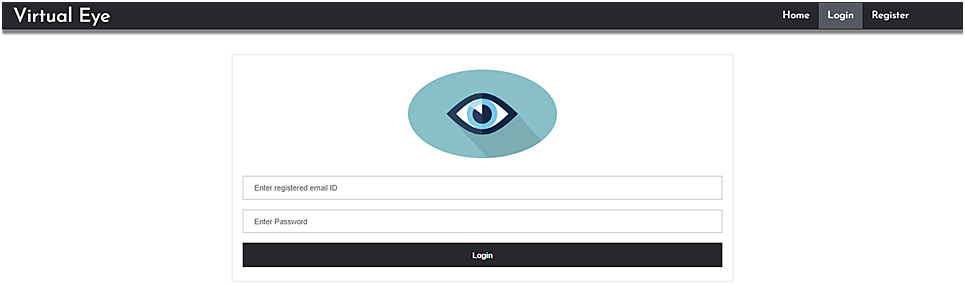 Virtual Eye
Home Login Register
Enter registered email ID
Enter Password
Login